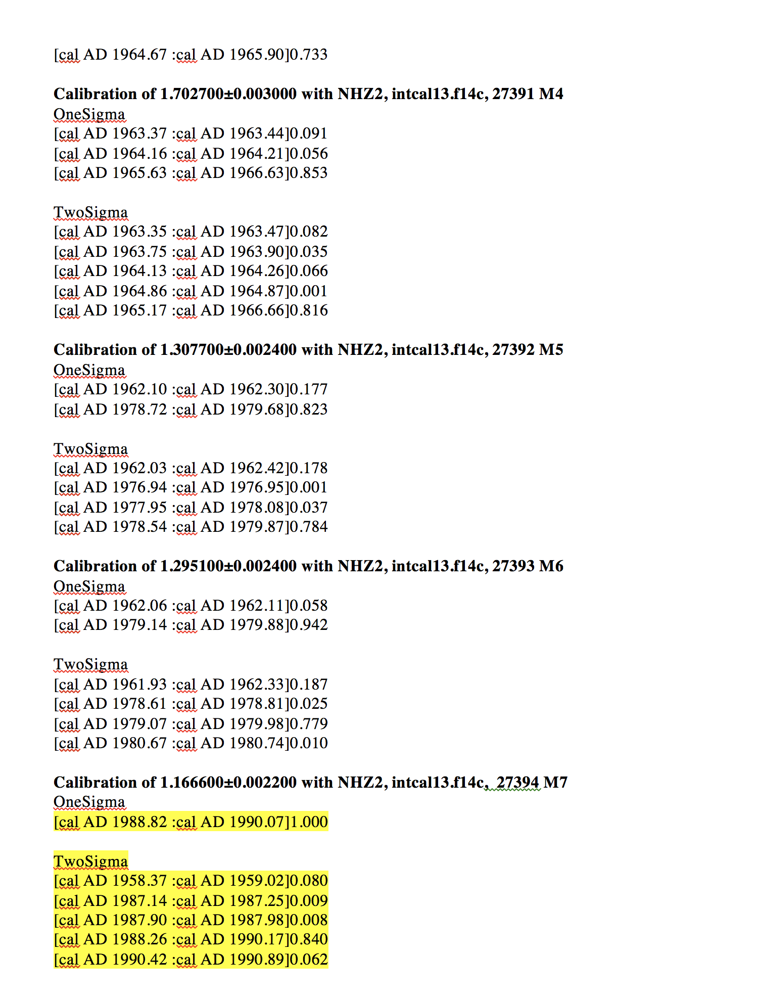 [cal AD 1964.67 :cal AD 1965.90]0.733
Calibration of 1.702700±0.003000 with NHZ2, intcal13.f14c, 27391 M4
OneSigma
[cal AD 1963.37 :cal AD 1963.44]0.091
[cal AD 1964.16 :cal AD 1964.21]0.056
[cal AD 1965.63 :cal AD 1966.63]0.853
TwoSigma
[cal AD 1963.35 :cal AD 1963.47]0.082
[cal AD 1963.75 :cal AD 1963.90]0.035
[cal AD 1964.13 :cal AD 1964.26]0.066
[cal AD 1964.86 :cal AD 1964.87]0.001
[cal AD 1965.17 :cal AD 1966.66]0.816
Calibration of 1.307700±0.002400 with NHZ2, intcal13.f14c, 27392 M5
OneSigma
[cal AD 1962.10 :cal AD 1962.30]0.177
[cal AD 1978.72 :cal AD 1979.68]0.823
TwoSigma
[cal AD 1962.03 :cal AD 1962.42]0.178
[cal AD 1976.94 :cal AD 1976.95]0.001
[cal AD 1977.95 :cal AD 1978.08]0.037
[cal AD 1978.54 :cal AD 1979.87]0.784
Calibration of 1.295100±0.002400 with NHZ2, intcal13.f14c, 27393 M6
OneSigma
[cal AD 1962.06 :cal AD 1962.11]0.058
[cal AD 1979.14 :cal AD 1979.88]0.942
TwoSigma
[cal AD 1961.93 :cal AD 1962.33]0.187
[cal AD 1978.61 :cal AD 1978.81]0.025
[cal AD 1979.07 :cal AD 1979.98]0.779
[cal AD 1980.67 :cal AD 1980.74]0.010
Calibration of 1.166600±0.002200 with NHZ2, intcal13.f14c, 27394 M7
OneSigma
[cal AD 1988.82 :cal AD 1990.07]1.000
TwoSigma
[cal AD 1958.37 :cal AD 1959.02]0.080
[cal AD 1987.14 :cal AD 1987.25]0.009
[cal AD 1987.90 :cal AD 1987.98]0.008
[cal AD 1988.26 :cal AD 1990.17]0.840
[cal AD 1990.42 :cal AD 1990.89]0.062